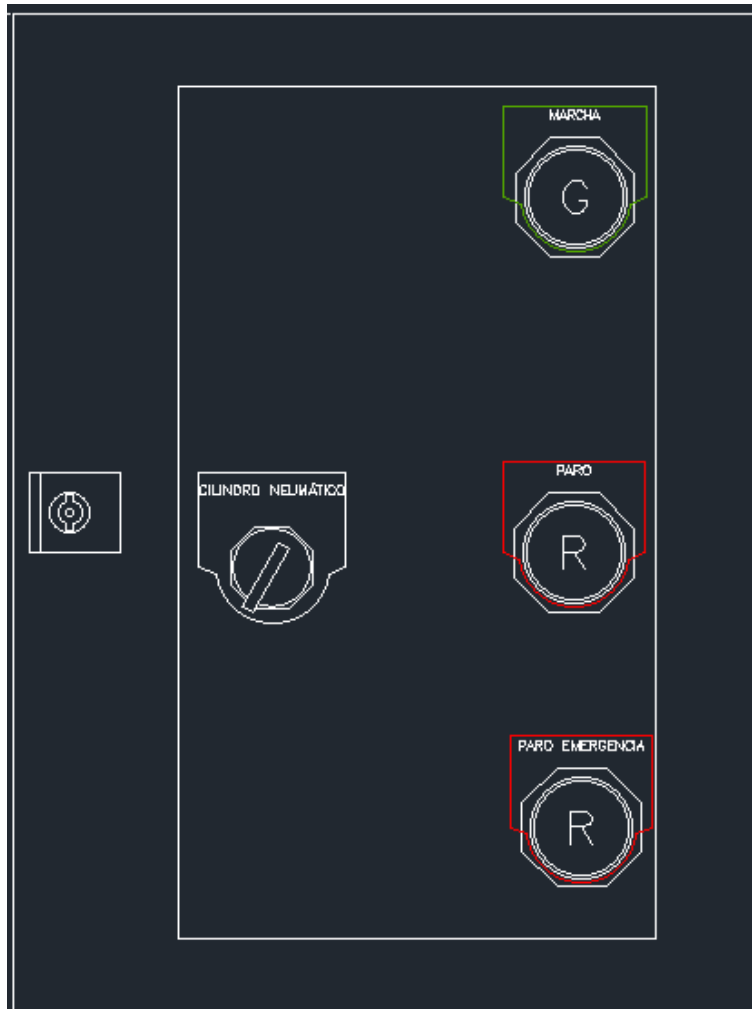 MARCHA
G
PARO
R
CILINDRO NEUMÁTICO
PARO EMERGENCIA
R